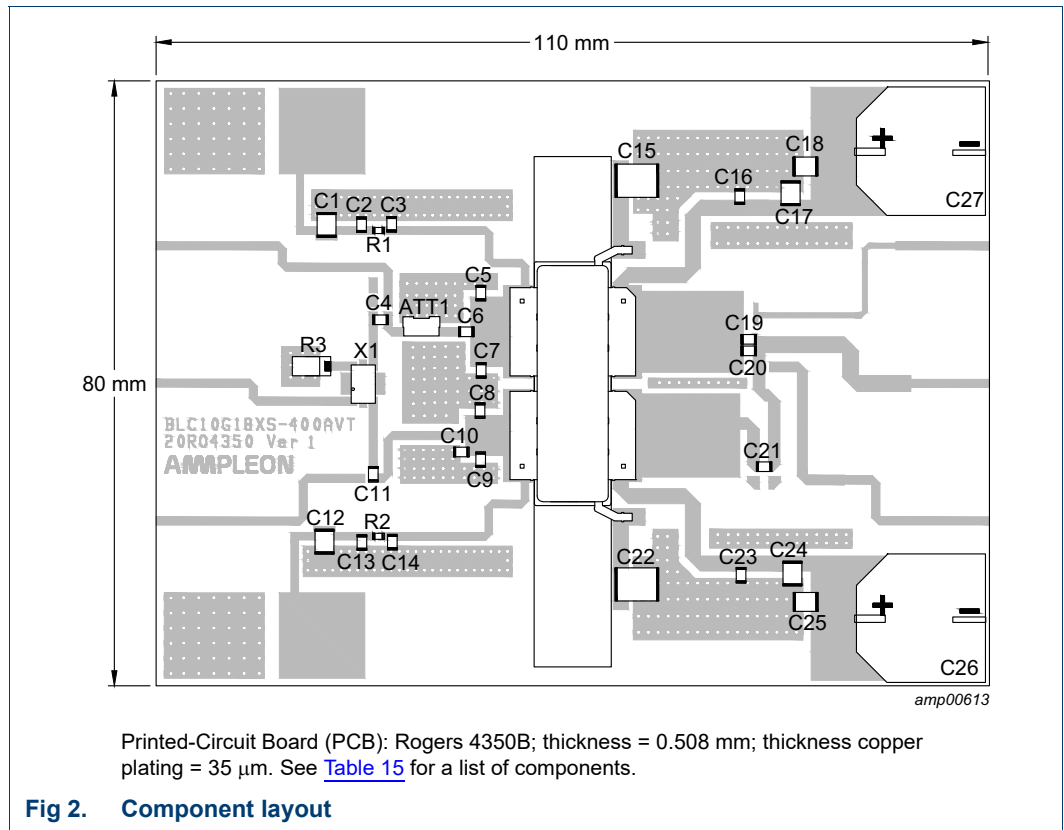 110 mm
C15
C18
C16
C17
C27
C1
C2
C3
R1
C5
C4
ATT1
C6
C19
C20
R3
X1
C7
80 mm
C8
BLC10G18XS-400AVT
20RO4350 Ver 1
AMPLEON
C10
C9
C21
C11
C12
R2
C13
C14
C22
C23
C24
C25
C26
amp00613
Printed-Circuit Board (PCB): Rogers 4350B; thickness = 0.508 mm; thickness copper
plating = 35 μm. See Table 15 for a list of components.
Fig 2. Component layout